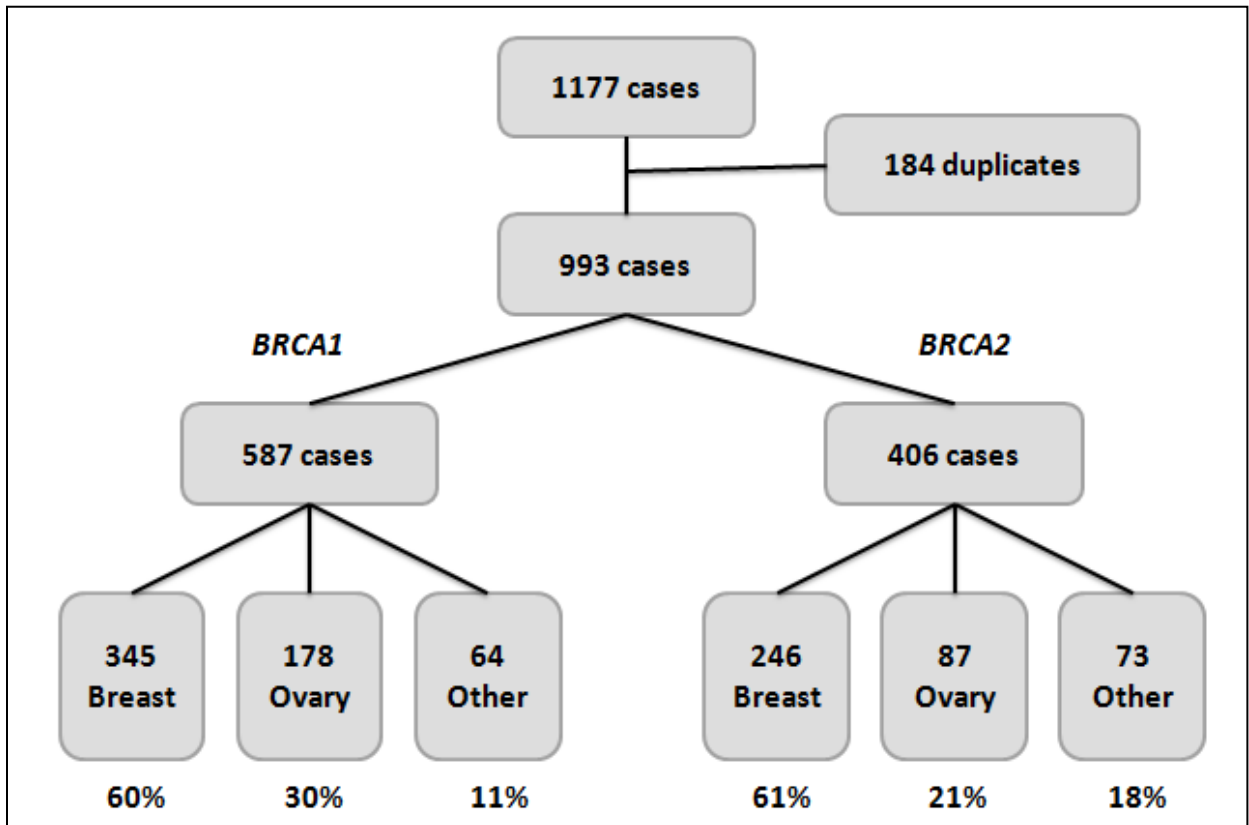 1177 cases
184 duplicates
993 cases
BRCA1
BRCA2
587 cases
406 cases
345
Breast
178
Ovary
64
Other
246
Breast
87
Ovary
73
Other
60%
30%
11%
61%
21%
18%